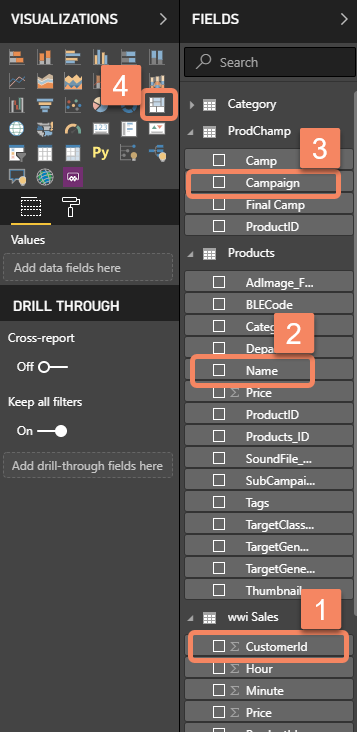 VISUALIZATIONS
4
Py
Values
Add data fields here
DRILL THROUGH
Cross-report
Off
Keep all filters
On
Add drill-through fields here
FIELDS
Search
Category
ProdChamp
3
Camp
Campaign
Final Camp
ProductID
Products
AdImage_F...
BLECode
Categ
2
Depa
Name
Σ Price
ProductID
Products_ID
SoundFile_...
SubCampai...
Tags
TargetClass...
TargetGen...
TargetGene...
Thumbnail
1
wwi Sales
Σ CustomerId
Σ Hour
Σ Minute
Σ Price